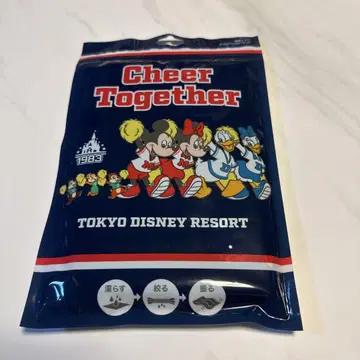 Cheer
Together
1983
TOKYO DISNEY RESORT
濡らす 絞る 振る